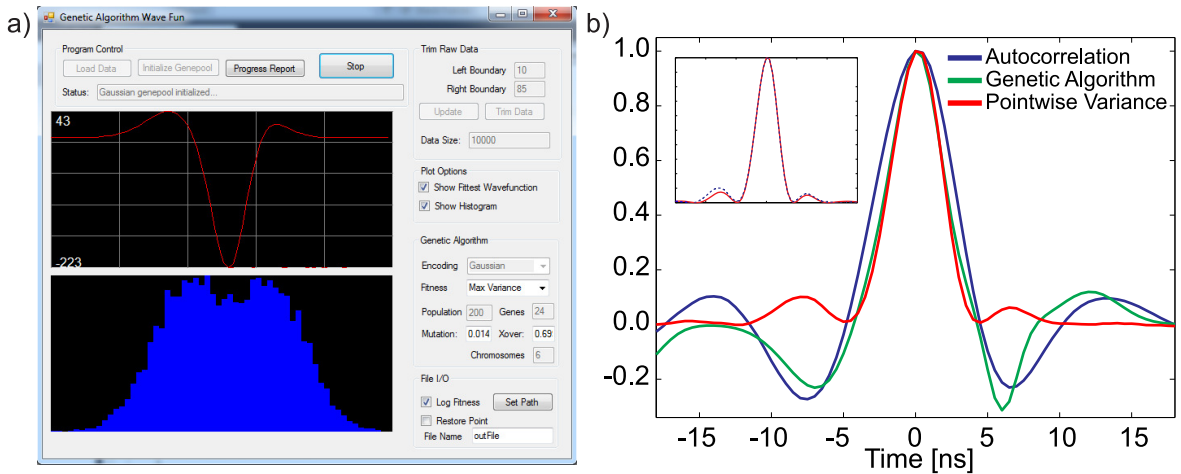 a)
Genetic Algorithm Wave Fun
Program Control
Load Data
Initialize Genepool
Progress Report
Stop
Status:
Gaussian genepool initialized...
43
-223
Trim Raw Data
Left Boundary 10
Right Boundary 85
Update
Trim Data
Data Size: 10000
Plot Options
Show Fittest Wavefunction
Show Histogram
Genetic Algorithm
Encoding Gaussian
Fitness Max Variance
Population 200 Genes 24
Mutation: 0.014 Xover: 0.69
Chromosomes 6
File I/O
Log Fitness Set Path
Restore Point
File Name outFile
b)
1.0
0.8
0.6
0.4
0.2
0.0
-0.2
Autocorrelation
Genetic Algorithm
Pointwise Variance
-15 -10 -5 0 5 10 15
Time [ns]